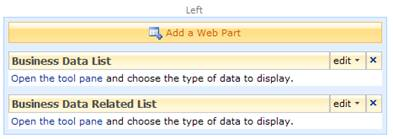 Left
Add a Web Part
Business Data List edit ×
Open the tool pane and choose the type of data to display.
Business Data Related List edit ×
Open the tool pane and choose the type of data to display.